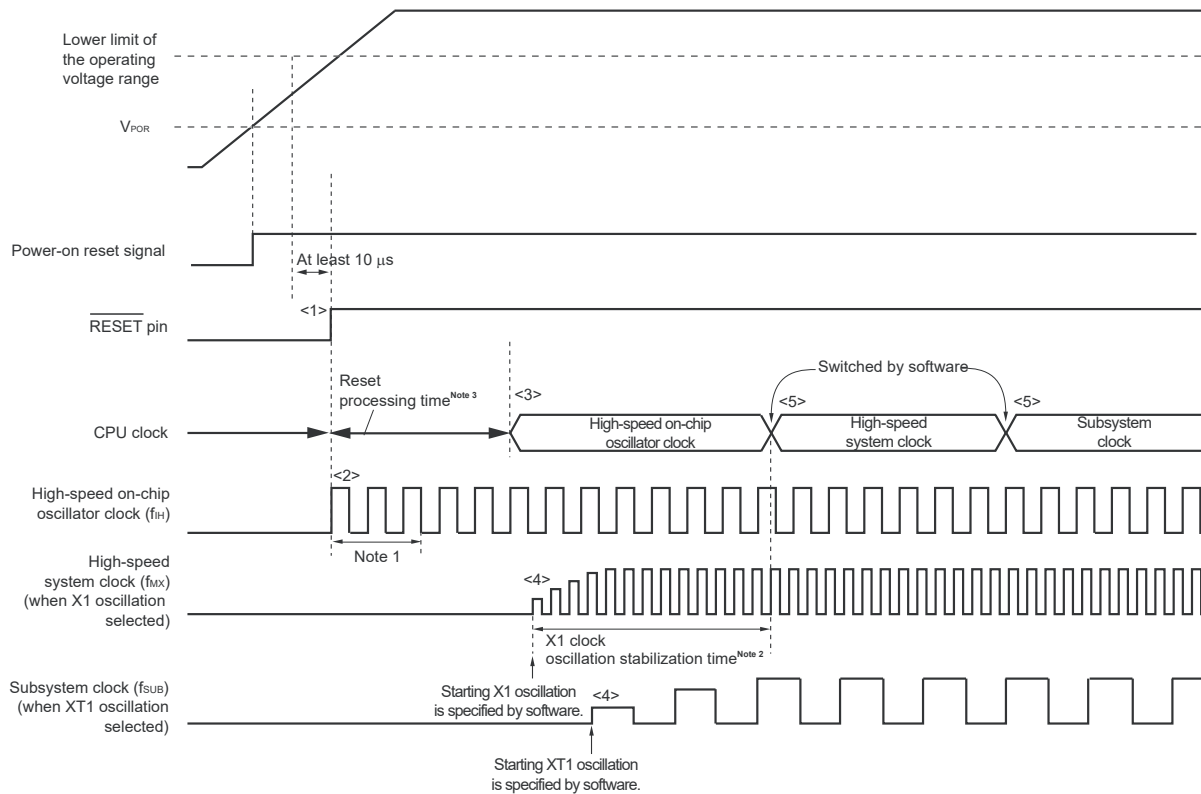 Lower limit of
the operating
voltage range
VPOR
Power-on reset signal
At least 10 μs
<1>
RESET pin
Reset
processing time Note 3
<3>
Switched by software
<5>
<5>
CPU clock
High-speed on-chip
oscillator clock
High-speed
system clock
Subsystem
clock
<2>
High-speed on-chip
oscillator clock (fIH)
Note 1
High-speed
system clock (fMX)
(when X1 oscillation
selected)
<4>
X1 clock
oscillation stabilization time Note 2
Starting X1 oscillation
is specified by software.
<4>
Subsystem clock (fSUB)
(when XT1 oscillation
selected)
Starting XT1 oscillation
is specified by software.